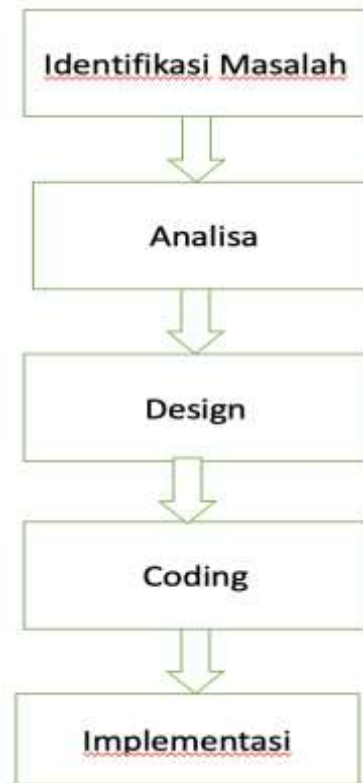 Identifikasi Masalah
Analisa
Design
Coding
Implementasi